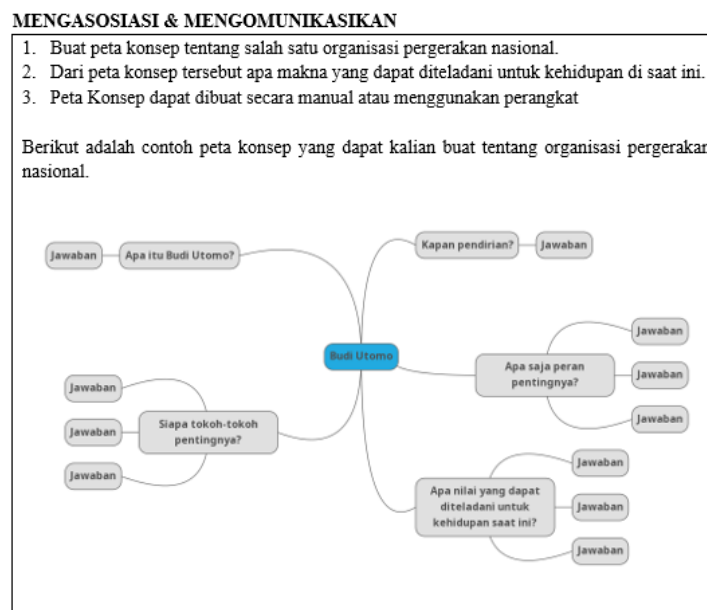 MENGASOSIASI & MENGOMUNIKASIKAN
1. Buat peta konsep tentang salah satu organisasi pergerakan nasional.
2. Dari peta konsep tersebut apa makna yang dapat diteladani untuk kehidupan di saat ini.
3. Peta Konsep dapat dibuat secara manual atau menggunakan perangkat
Berikut adalah contoh peta konsep yang dapat kalian buat tentang organisasi pergerakan
nasional.
Jawaban
Apa itu Budi Utomo?
Kapan pendirian?
Jawaban
Budi Utomo
Apa saja peran
pentingnya?
Jawaban
Jawaban
Jawaban
Jawaban
Jawaban
Jawaban
Siapa tokoh-tokoh
pentingnya?
Apa nilai yang dapat
diteladani untuk
kehidupan saat ini?
Jawaban
Jawaban
Jawaban